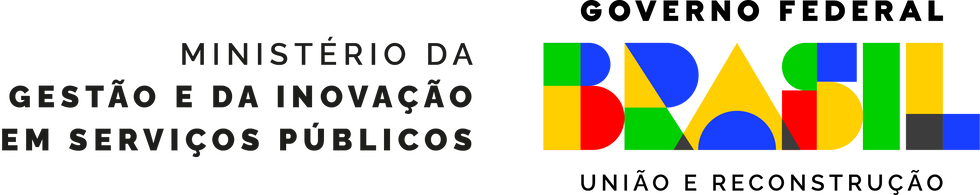 MINISTÉRIO DA
GESTÃO E DA INOVAÇÃO
EM SERVIÇOS PÚBLICOS
GOVERNO FEDERAL
BRASIL
UNIÃO E RECONSTRUÇÃO